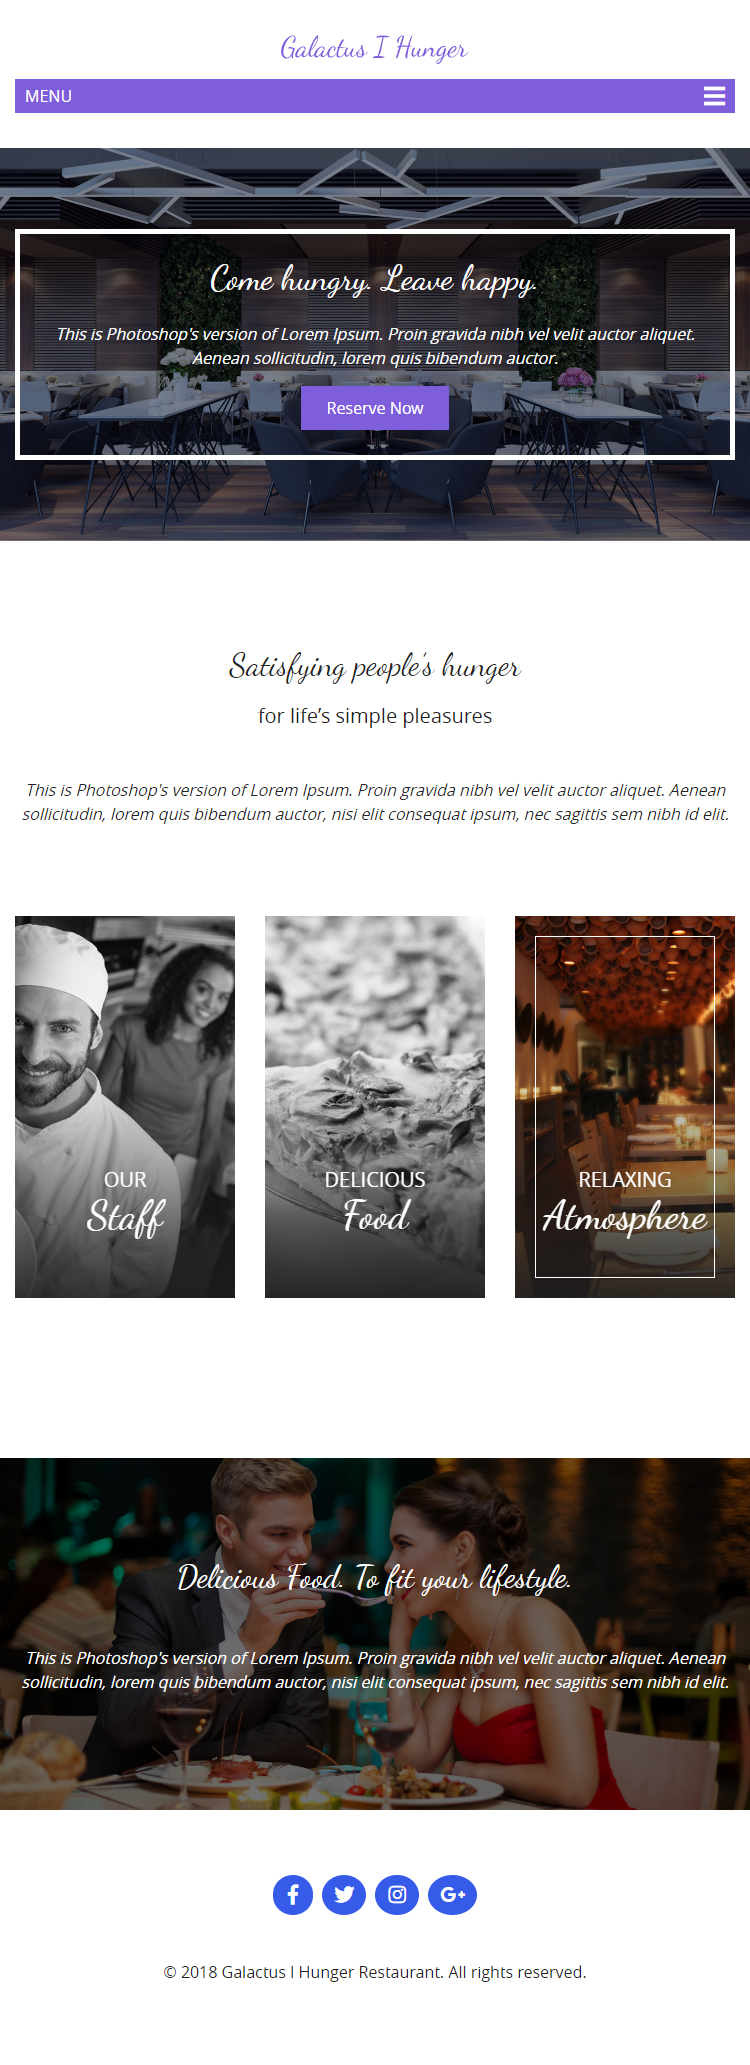 Galactus I Hunger
MENU
Come hungry. Leave happy.
This is Photoshop's version of Lorem Ipsum. Proin gravida nibh vel velit auctor aliquet.
Aenean sollicitudin, lorem quis bibendum auctor.
Reserve Now
Satisfying people's hunger
for life’s simple pleasures
This is Photoshop's version of Lorem Ipsum. Proin gravida nibh vel velit auctor aliquet. Aenean
sollicitudin, lorem quis bibendum auctor, nisi elit consequat ipsum, nec sagittis sem nibh id elit.
OUR
Staff
DELICIOUS
Food
RELAXING
Atmosphere
Delicious Food. To fit your lifestyle.
This is Photoshop's version of Lorem Ipsum. Proin gravida nibh vel velit auctor aliquet. Aenean
sollicitudin, lorem quis bibendum auctor, nisi elit consequat ipsum, nec sagittis sem nibh id elit.
© 2018 Galactus I Hunger Restaurant. All rights reserved.